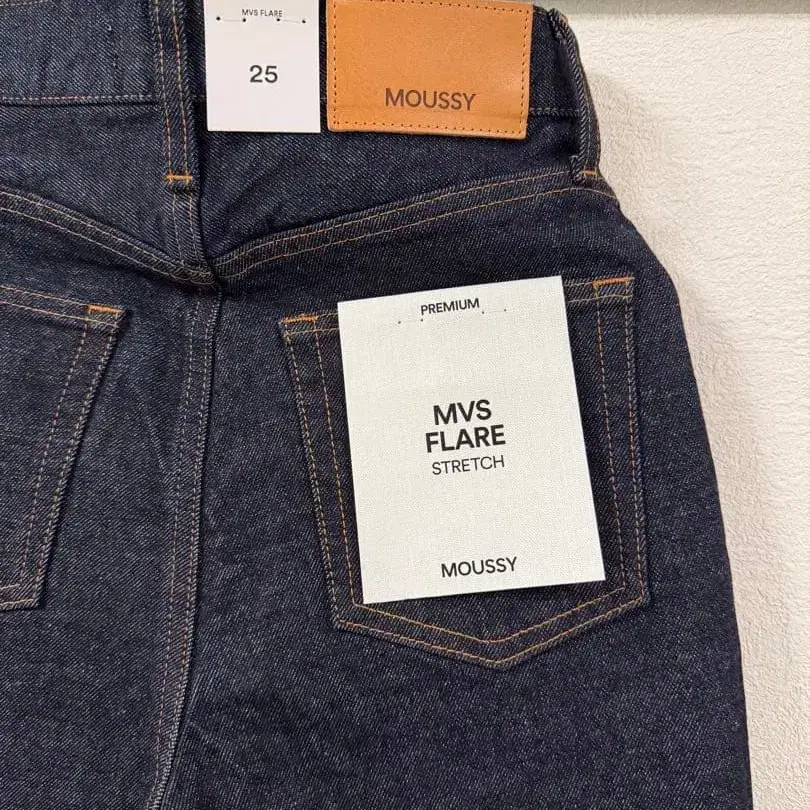 MVS FLARE
25
MOUSSY
PREMIUM
MVS
FLARE
STRETCH
MOUSSY